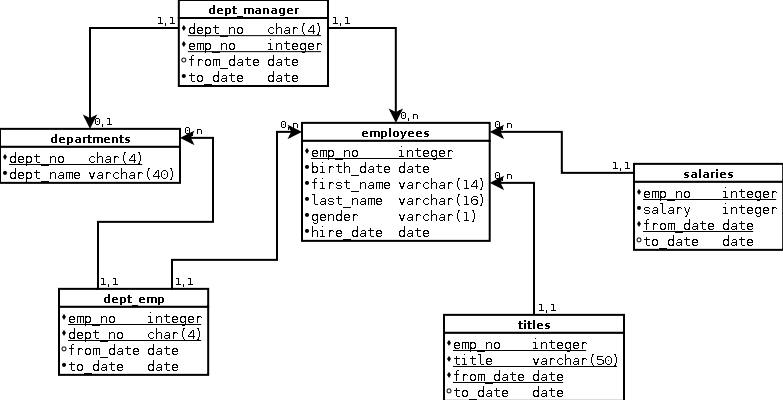 dept_manager
dept_no char(4)
emp_no integer
from_date date
to_date date
1,1
1,1
0,1
0,n
departments
dept_no char(4)
dept_name varchar(40)
0,n
0,n
employees
emp_no integer
birth_date date
first_name varchar(14)
last_name varchar(16)
gender varchar(1)
hire_date date
0,n
0,n
1,1
salaries
emp_no integer
salary integer
from_date date
to_date date
1,1
1,1
dept_emp
emp_no integer
dept_no char(4)
from_date date
to_date date
1,1
titles
emp_no integer
title varchar(50)
from_date date
to_date date